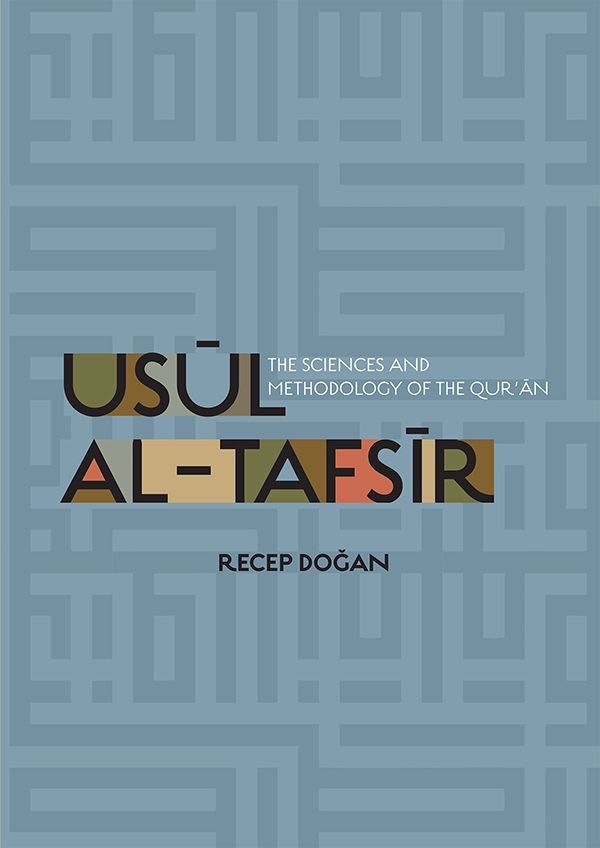 USŪL
THE SCIENCES AND
METHODOLOGY OF THE QUR'ĀN
AL-TAFSĪR
RECEP DOĞAN